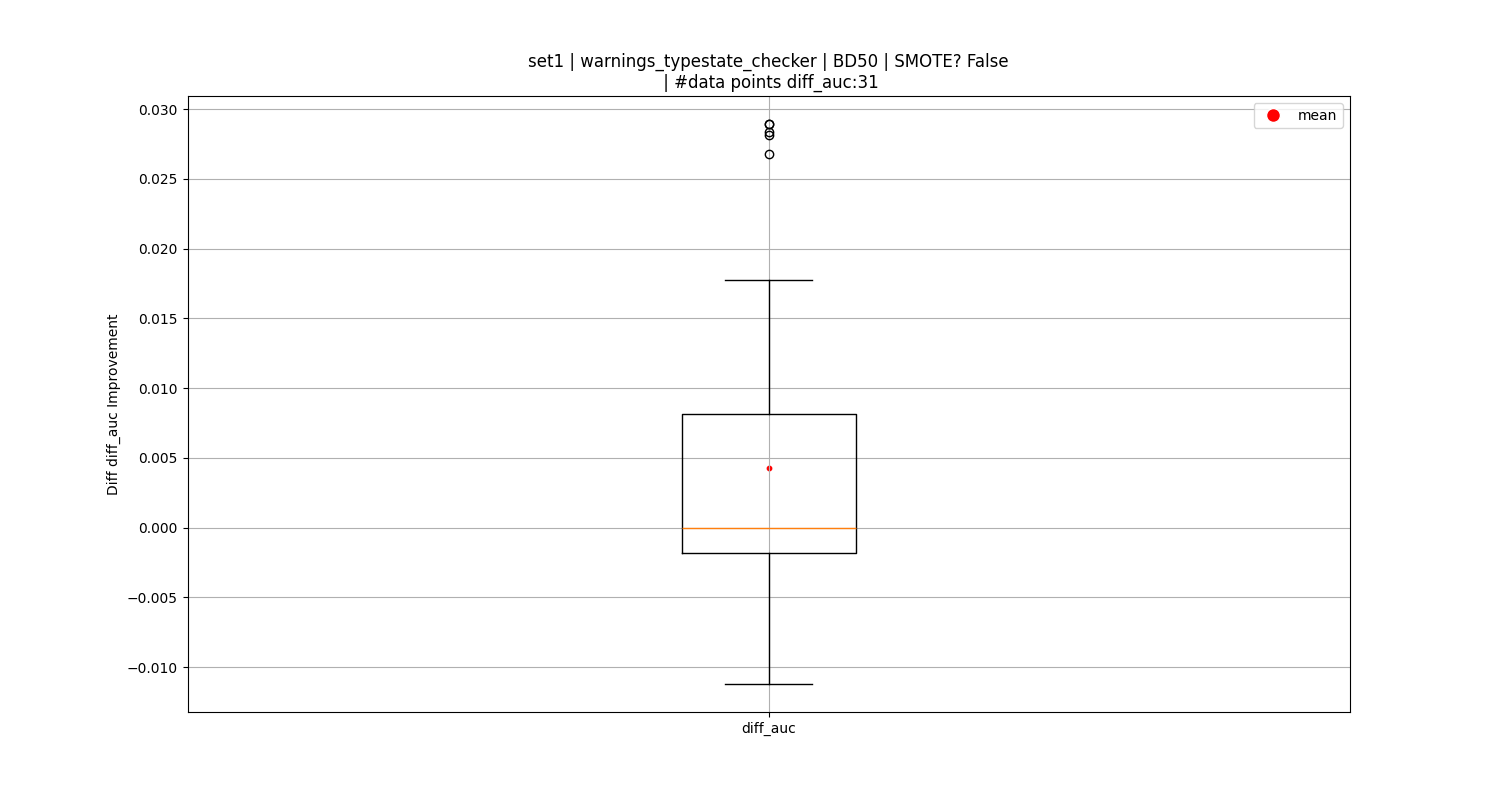 set1 | warnings_typestate_checker | BD50 | SMOTE? False
| #data points diff_auc:31
mean
0.030
0.025
0.020
0.015
0.010
0.005
0.000
−0.005
−0.010
Diff diff_auc Improvement
diff_auc